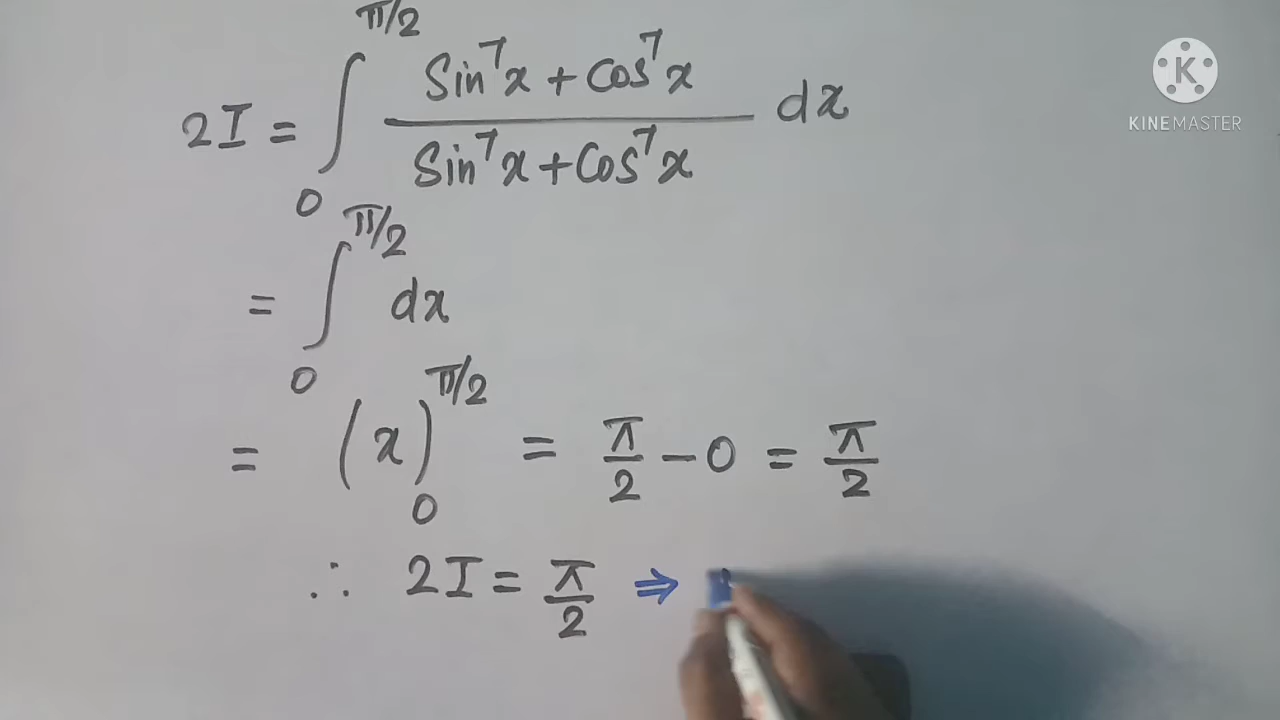 2I = ∫₀^π/2 Sin⁷x + Cos⁷x / Sin⁷x + Cos⁷x dx
= ∫₀^π/2 dx
= (x)₀^π/2 = π/2 - 0 = π/2
∴ 2I = π/2 ⇒
K
KINEMASTER